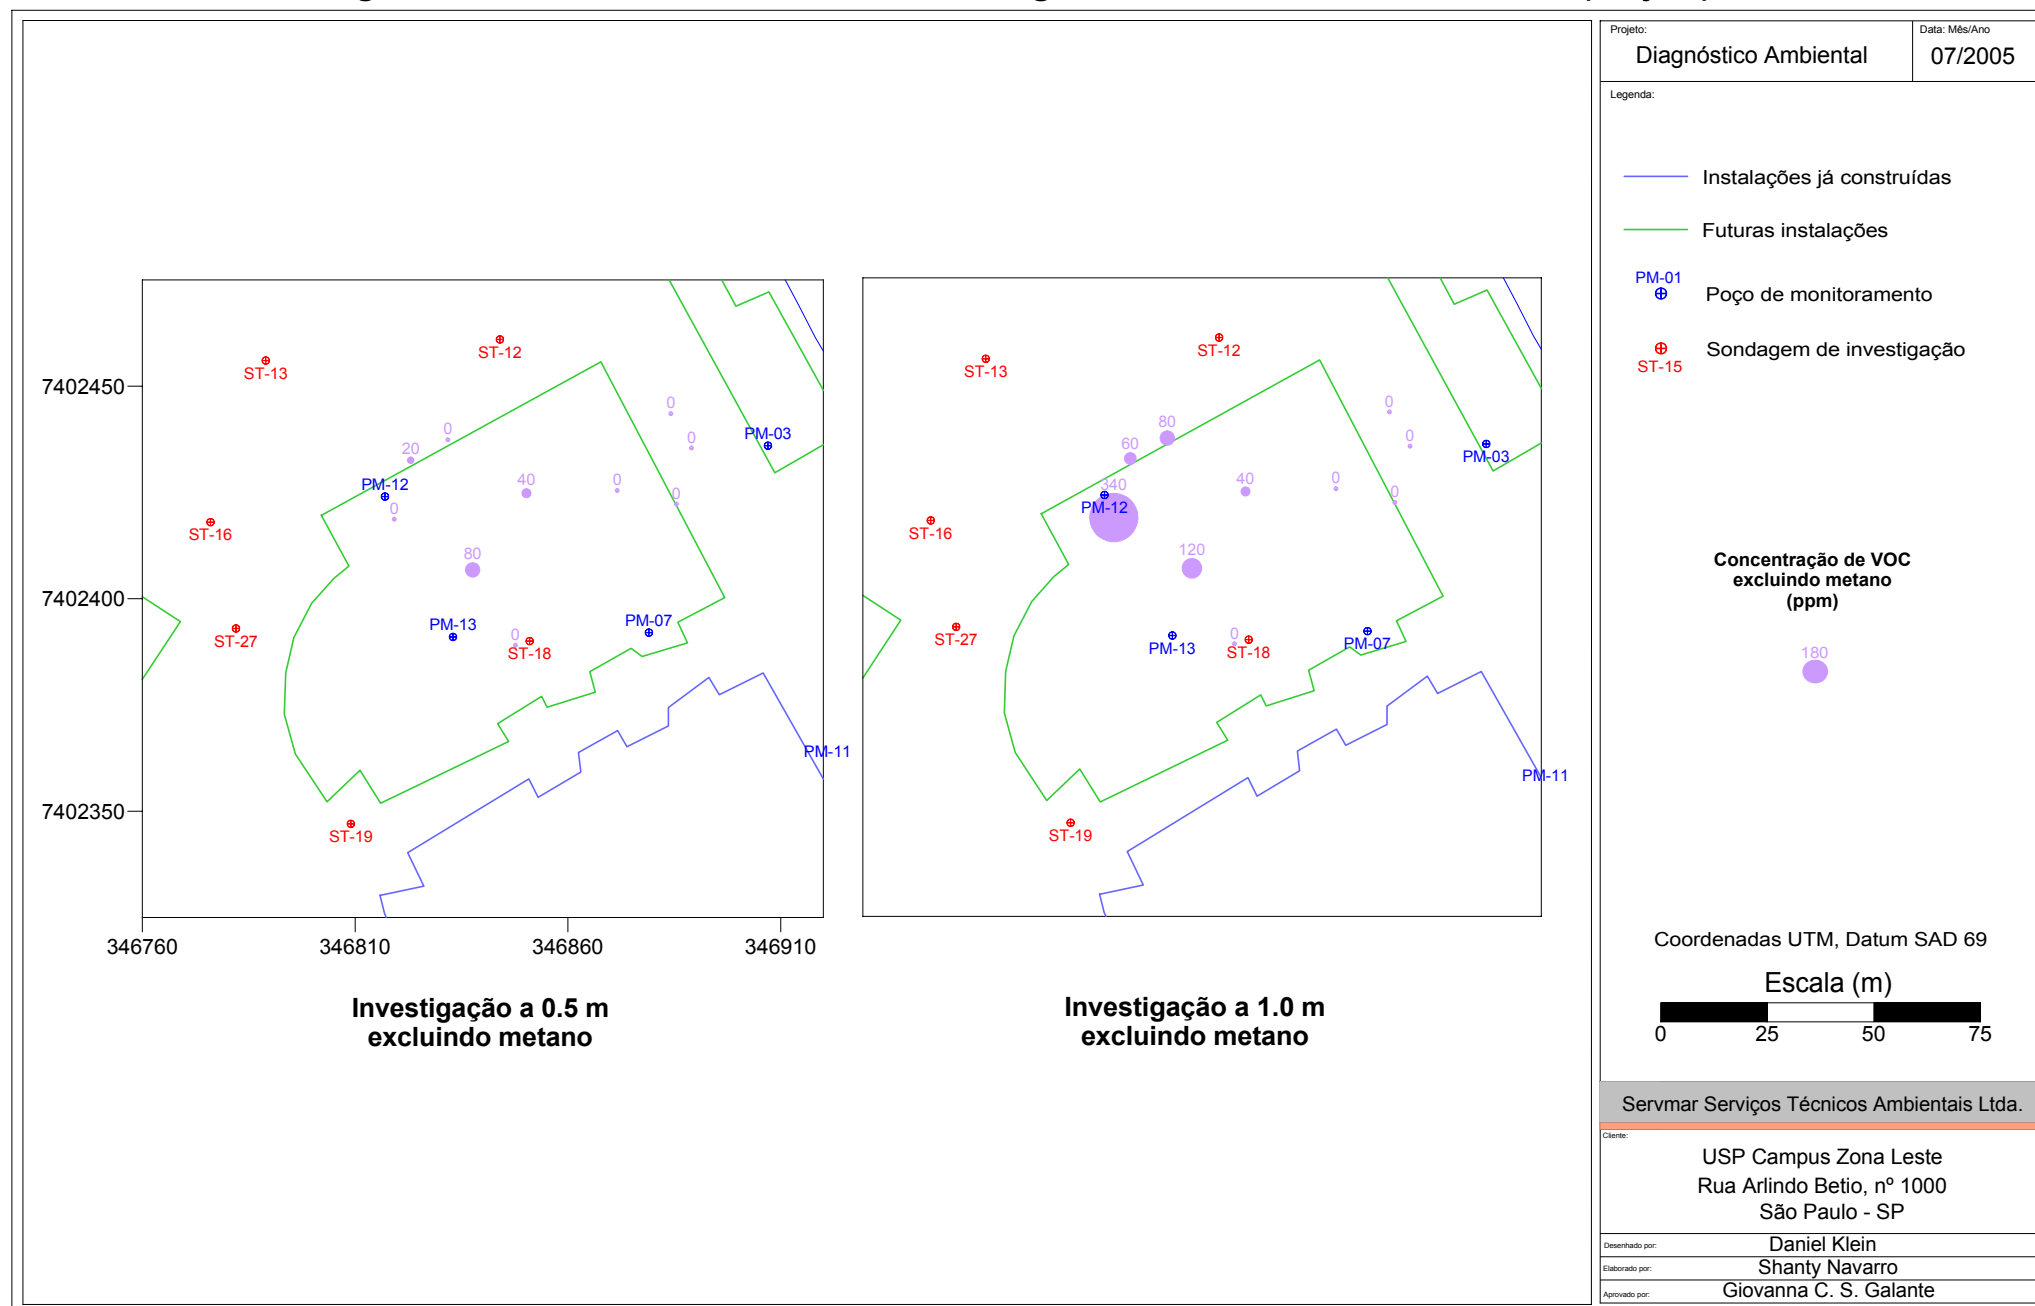 Projeto:
Diagnóstico Ambiental
Data: Mês/Ano
07/2005
Legenda:
Instalações já construídas
Futuras instalações
PM-01
Poço de monitoramento
Sondagem de investigação
ST-15
Concentração de VOC
excluindo metano
(ppm)
180
Coordenadas UTM, Datum SAD 69
Escala (m)
0 25 50 75
Servmar Serviços Técnicos Ambientais Ltda.
Cliente:
USP Campus Zona Leste
Rua Arlindo Betio, nº 1000
São Paulo - SP
Desenhado por:
Daniel Klein
Elaborado por:
Shanty Navarro
Aprovado por:
Giovanna C. S. Galante
ST-12
ST-13
7402450
0
0
PM-03
20
0
PM-12
40
0
0
0
ST-16
80
7402400
PM-13
PM-07
0
ST-27
ST-18
PM-11
7402350
ST-19
346760 346810 346860 346910
Investigação a 0.5 m
excluindo metano
ST-12
ST-13
0
80
0
60
PM-03
340
40
0
0
PM-12
ST-16
120
0
ST-27
PM-13
ST-18
PM-07
PM-11
ST-19
Investigação a 1.0 m
excluindo metano